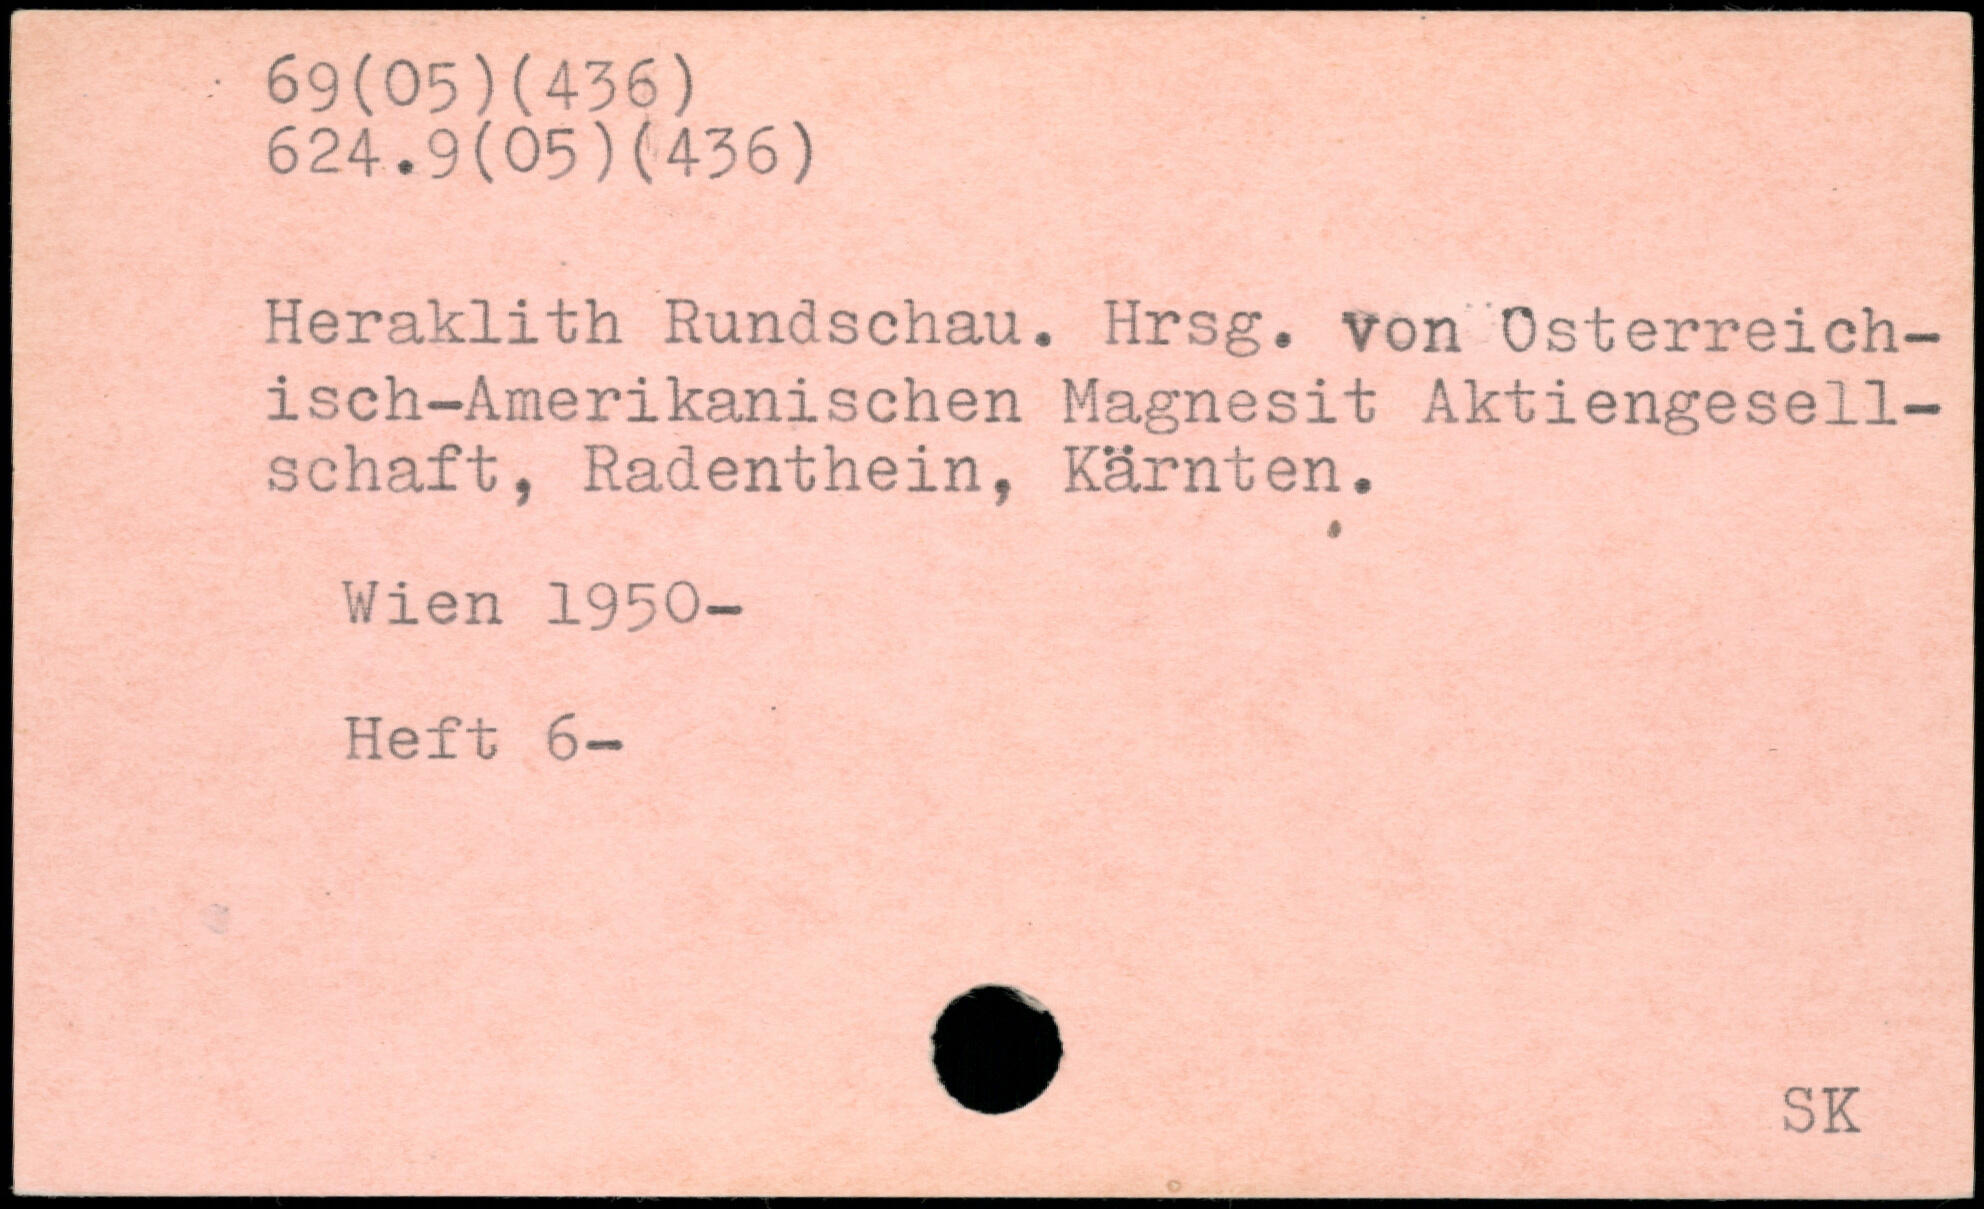 69(05)(436)
624.9(05)(436)
Heraklith Rundschau. Hrsg. von Österreich-
isch-Amerikanischen Magnesit Aktiengesell-
schaft, Radenthein, Kärnten.
Wien 1950-
Heft 6-
SK